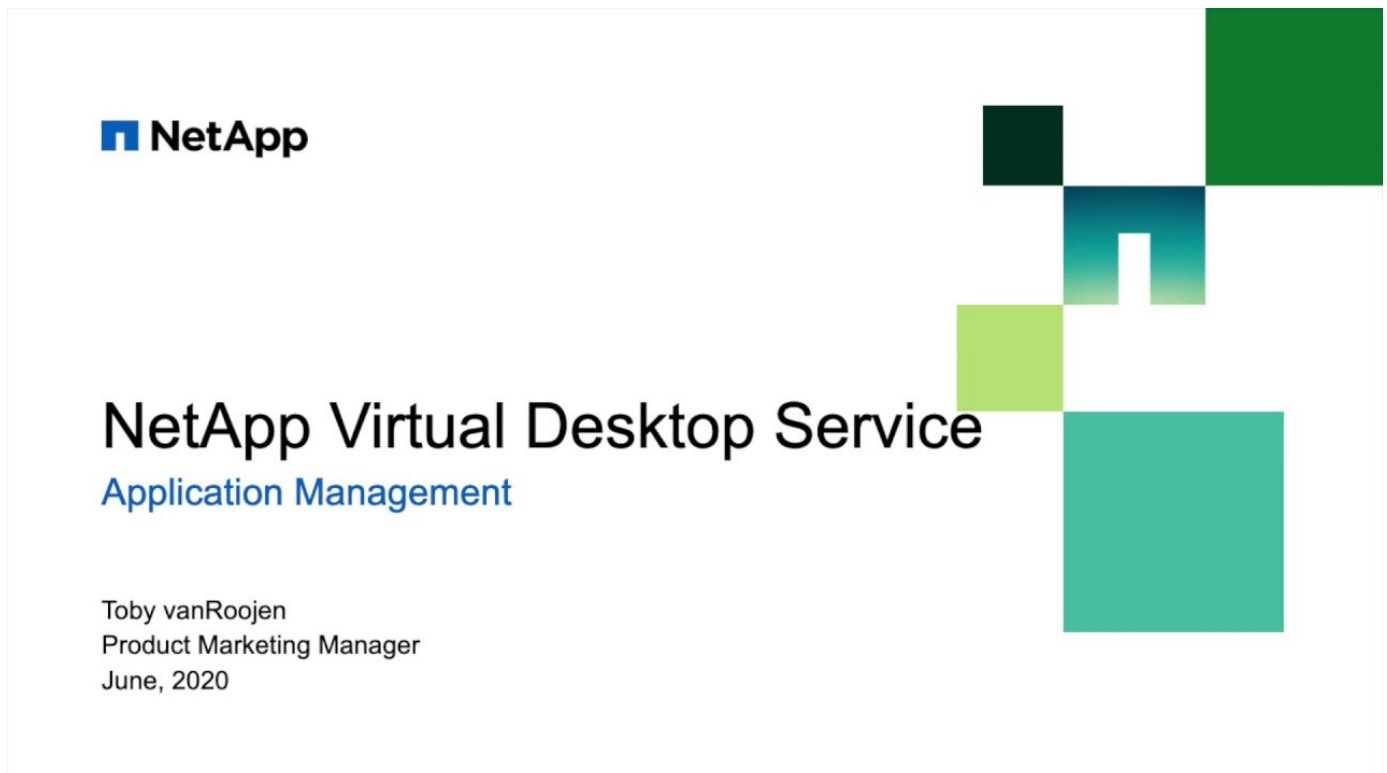 NetApp
NetApp Virtual Desktop Service
Application Management
Toby vanRoojen
Product Marketing Manager
June, 2020